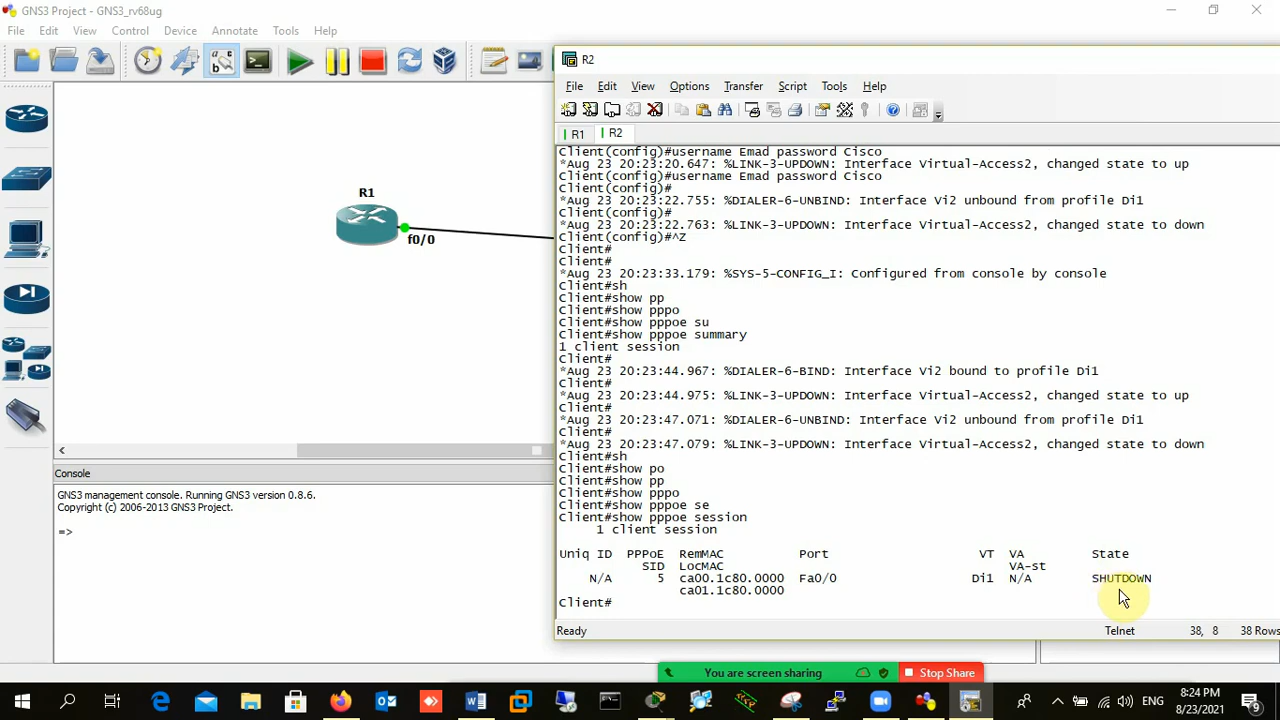 GNS3 Project - GNS3_rv68ug
File Edit View Control Device Annotate Tools Help
R1
f0/0
Console
GNS3 management console. Running GNS3 version 0.8.6.
Copyright (c) 2006-2013 GNS3 Project.
=>
R2
File Edit View Options Transfer Script Tools Help
R1 R2
Client(config)#username Emad password Cisco
*Aug 23 20:23:20.647: %LINK-3-UPDOWN: Interface Virtual-Access2, changed state to up
Client(config)#username Emad password Cisco
Client(config)#
*Aug 23 20:23:22.755: %DIALER-6-UNBIND: Interface Vi2 unbound from profile Di1
Client(config)#
*Aug 23 20:23:22.763: %LINK-3-UPDOWN: Interface Virtual-Access2, changed state to down
Client(config)#^Z
Client#
Client#
*Aug 23 20:23:33.179: %SYS-5-CONFIG_I: Configured from console by console
Client#sh
Client#show pp
Client#show pppo
Client#show pppoe su
Client#show pppoe summary
1 client session
Client#
*Aug 23 20:23:44.967: %DIALER-6-BIND: Interface Vi2 bound to profile Di1
Client#
*Aug 23 20:23:44.975: %LINK-3-UPDOWN: Interface Virtual-Access2, changed state to up
Client#
*Aug 23 20:23:47.071: %DIALER-6-UNBIND: Interface Vi2 unbound from profile Di1
Client#
*Aug 23 20:23:47.079: %LINK-3-UPDOWN: Interface Virtual-Access2, changed state to down
Client#sh
Client#show po
Client#show pp
Client#show pppo
Client#show pppoe se
Client#show pppoe session
1 client session
Uniq ID PPPoE RemMAC Port VT VA State
SID LocMAC VA-st
N/A 5 ca00.1c80.0000 Fa0/0 Di1 N/A SHUTDOWN
ca01.1c80.0000
Client#
Ready Telnet 38, 8 38 Rows
You are screen sharing Stop Share
ENG
8:24 PM
8/23/2021
9